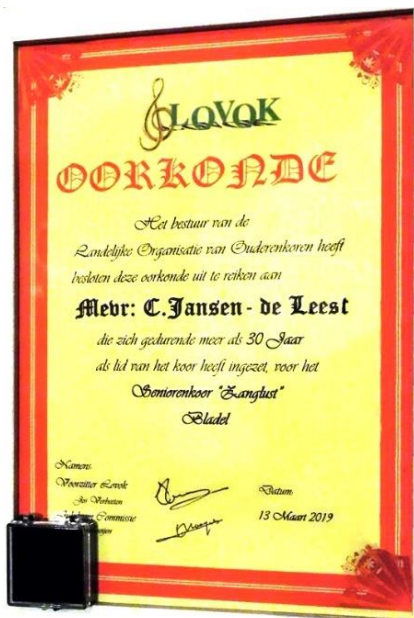 LOVOK
OORKONDE
Het bestuur van de
Landelijke Organisatie van Ouderenkoren heeft
besloten deze oorkonde uit te reiken aan
Mevr: C. Jansen - de Leest
die zich gedurende meer als 30 Jaar
als lid van het koor heeft ingezet, voor het
Seniorenkoor "Zanglust"
Bladel
Namens:
Voorzitter Lovok
Jos Verbeeten
Commissie
Datum
13 Maart 2019